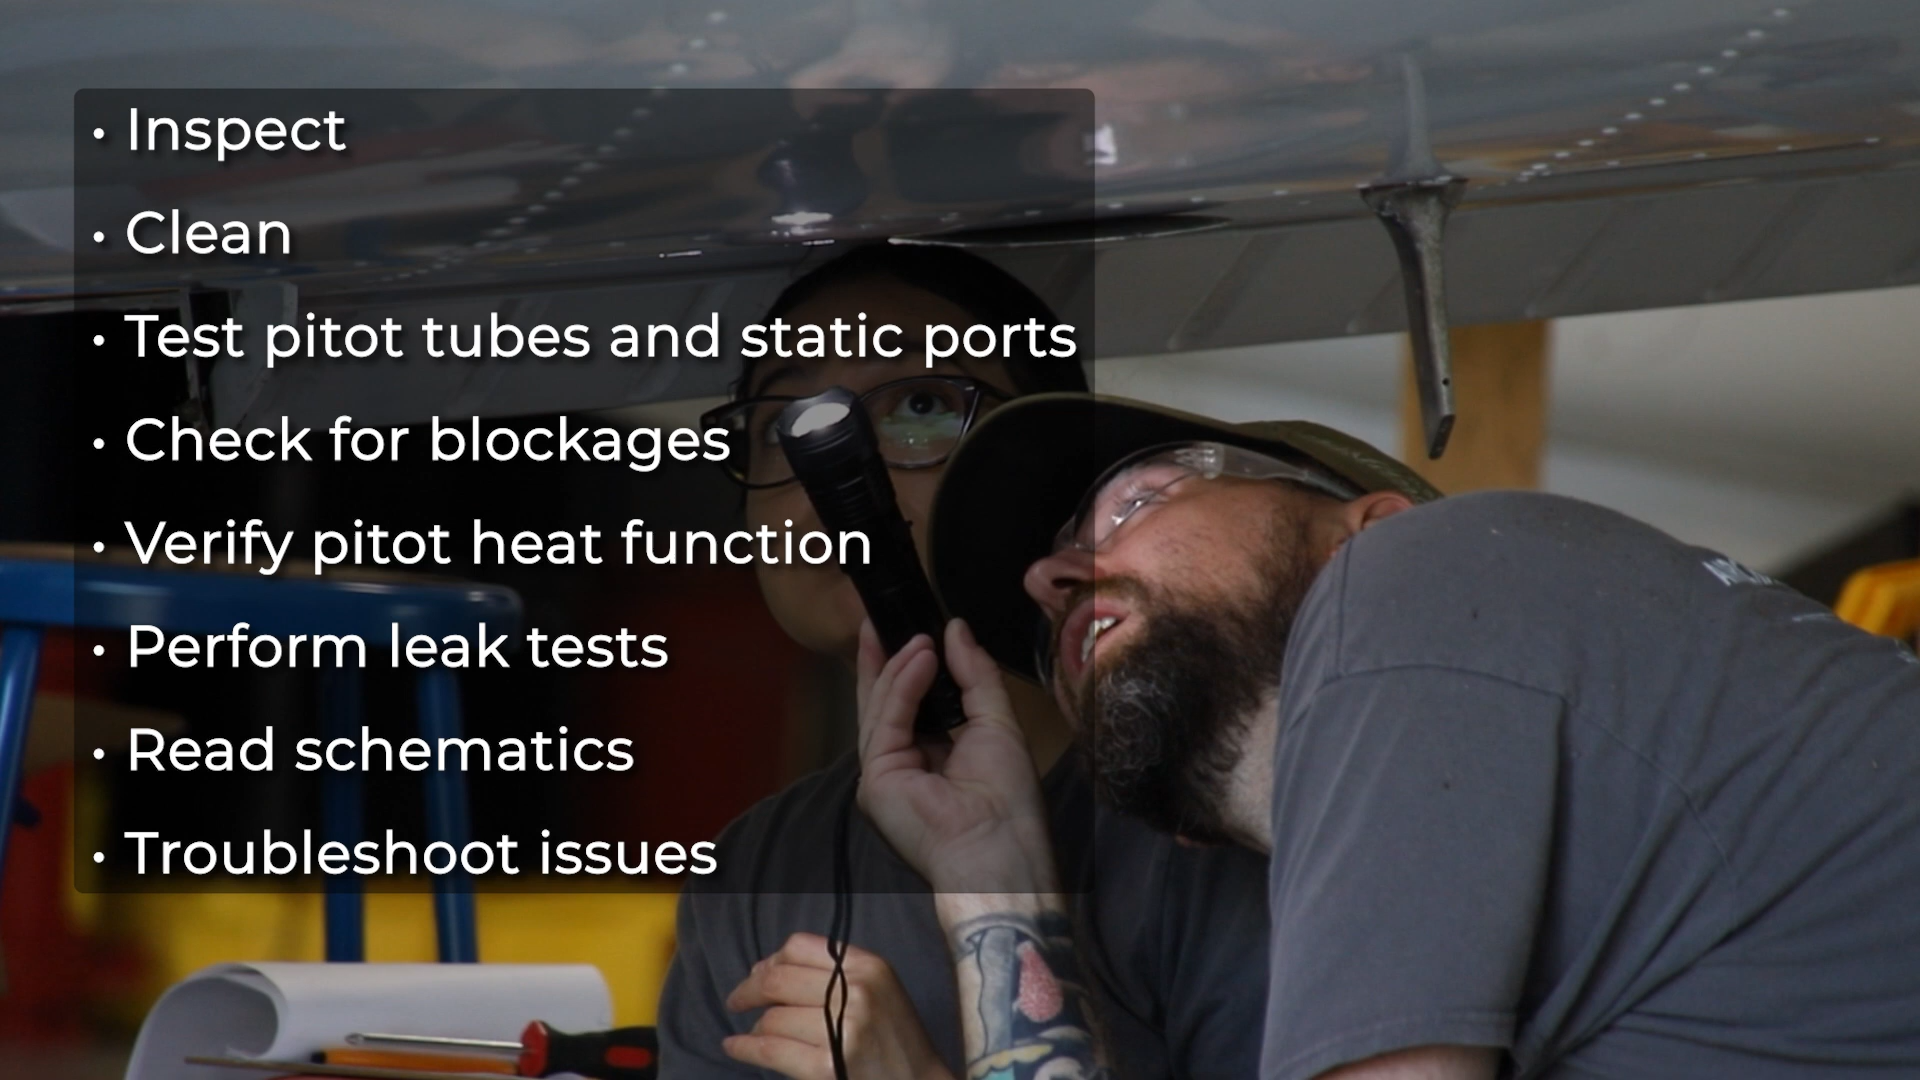 • Inspect
• Clean
• Test pitot tubes and static ports
• Check for blockages
• Verify pitot heat function
• Perform leak tests
• Read schematics
• Troubleshoot issues